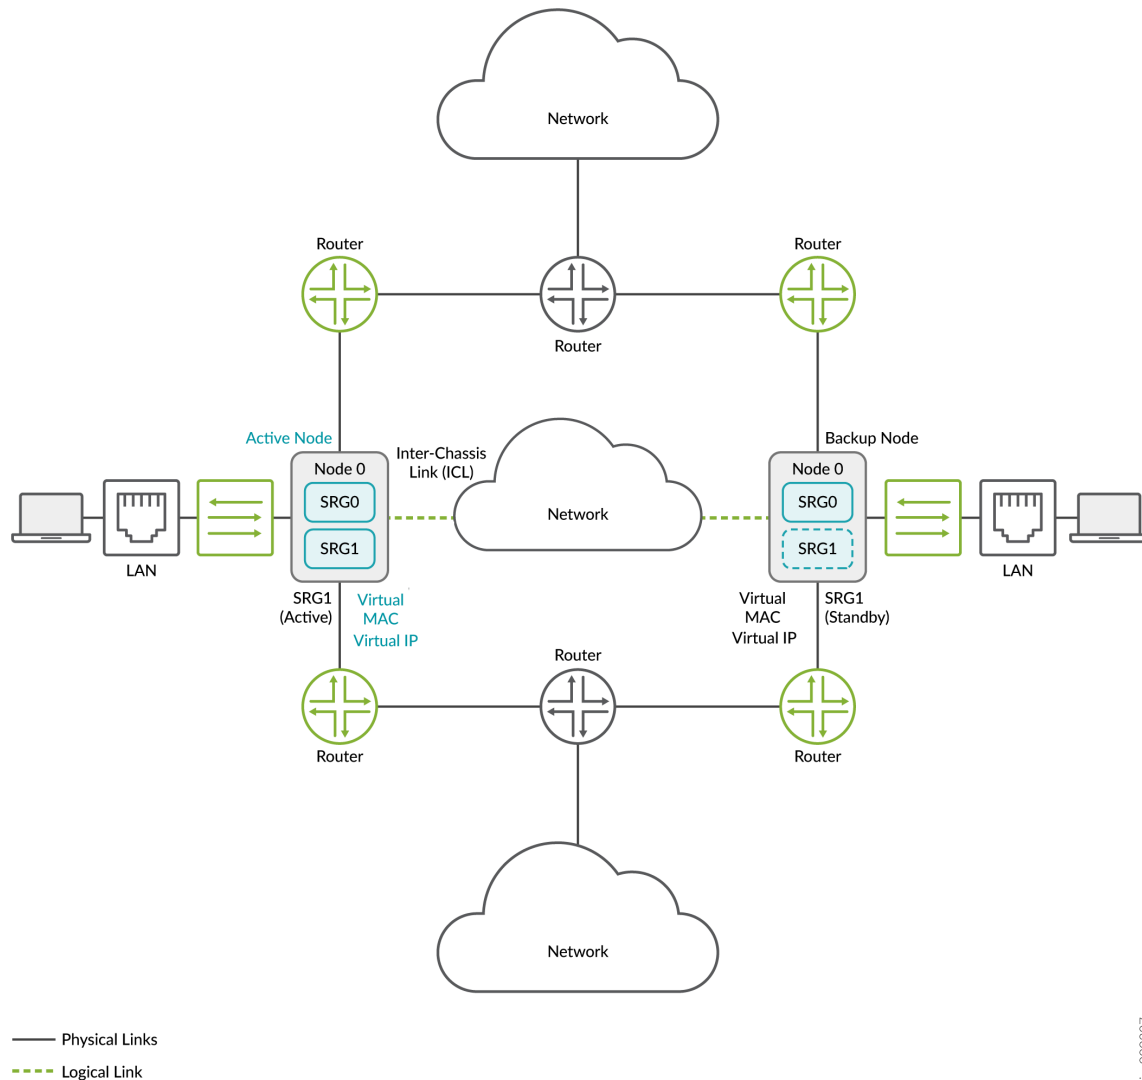 Network
Router
Router
Router
Active Node
Backup Node
Inter-Chassis
Link (ICL)
Node 0
SRG0
SRG1
Network
Node 0
SRG0
SRG1
LAN
LAN
SRG1
(Active)
Virtual
MAC
Virtual IP
Virtual
MAC
Virtual IP
SRG1
(Standby)
Router
Router
Router
Network
Physical Links
Logical Link